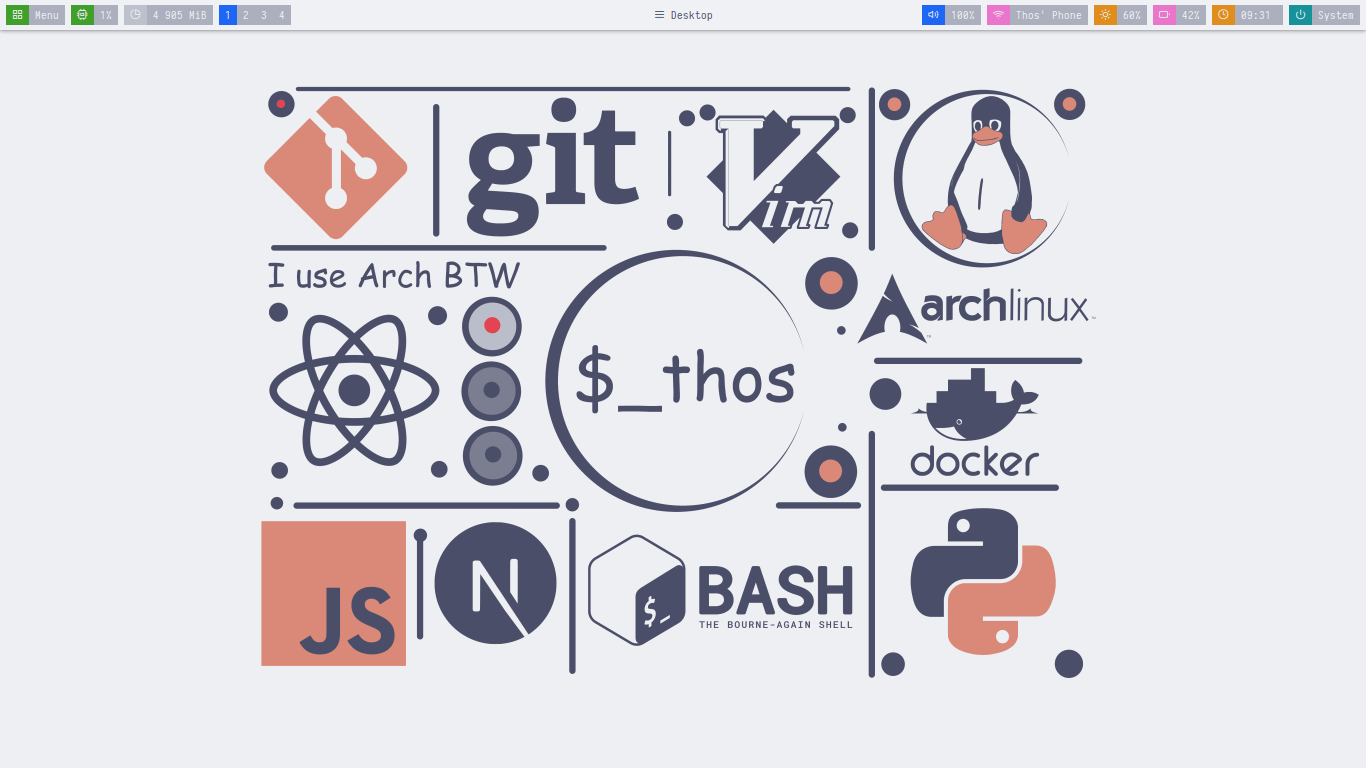 Menu 1% 4 905 MiB 1 2 3 4 Desktop 100% Thos' Phone 60% 42% 09:31 System
git
Vim
I use Arch BTW
archlinux™
$_thos
docker
JS
N
$_
BASH
THE BOURNE-AGAIN SHELL